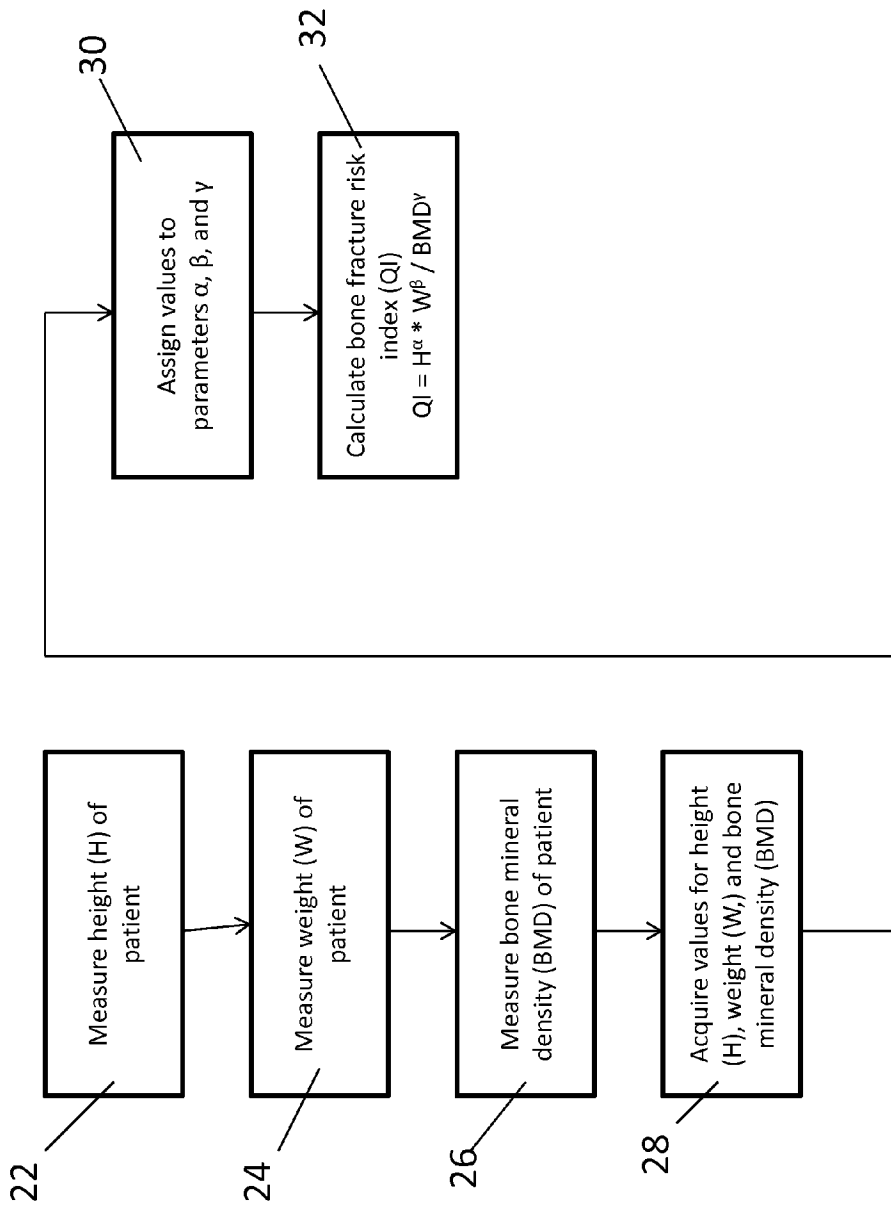 22
Measure height (H) of
patient
24
Measure weight (W) of
patient
26
Measure bone mineral
density (BMD) of patient
28
Acquire values for height
(H), weight (W,) and bone
mineral density (BMD)
30
Assign values to
parameters α, β, and γ
32
Calculate bone fracture risk
index (QI)
QI = H^α * W^β / BMD^γ